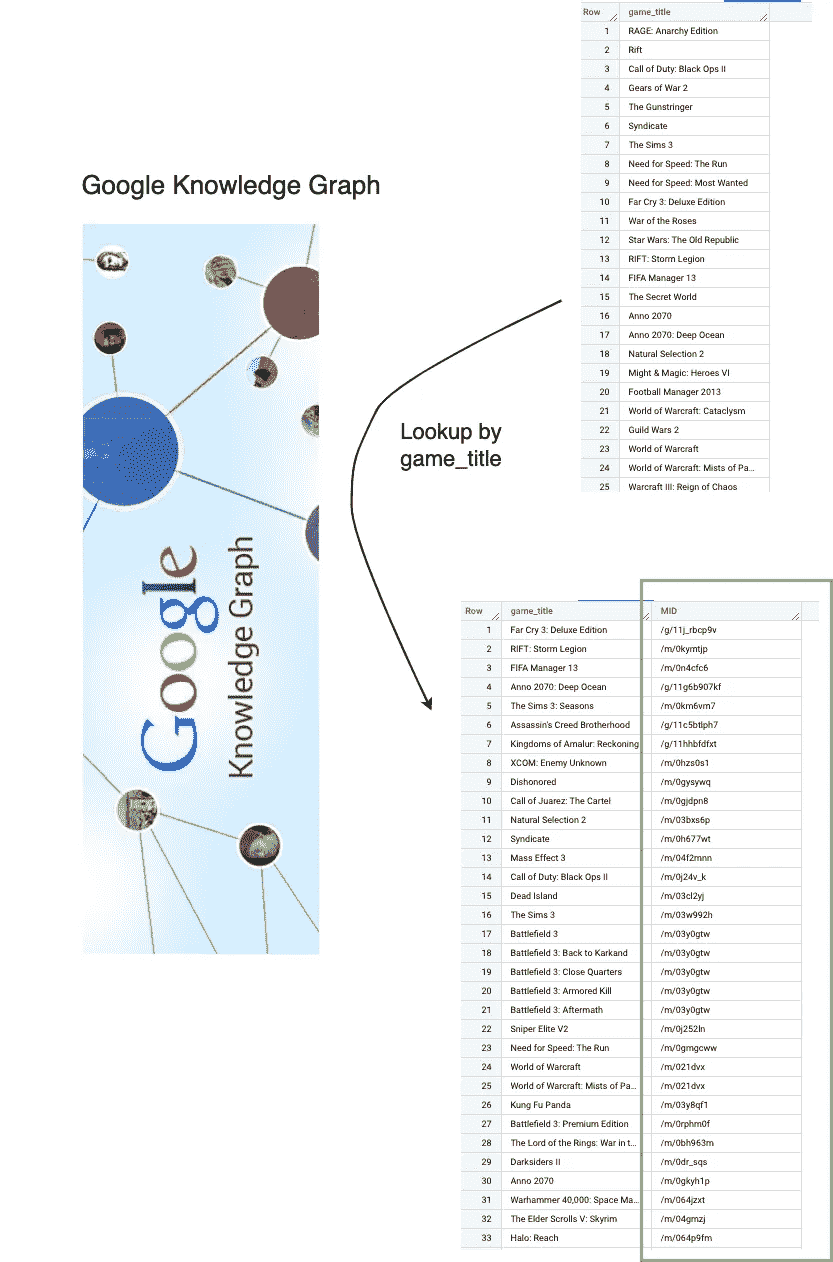 Row game_title
1 RAGE: Anarchy Edition
2 Rift
3 Call of Duty: Black Ops II
4 Gears of War 2
5 The Gunstringer
6 Syndicate
7 The Sims 3
8 Need for Speed: The Run
9 Need for Speed: Most Wanted
10 Far Cry 3: Deluxe Edition
11 War of the Roses
12 Star Wars: The Old Republic
13 RIFT: Storm Legion
14 FIFA Manager 13
15 The Secret World
16 Anno 2070
17 Anno 2070: Deep Ocean
18 Natural Selection 2
19 Might & Magic: Heroes VI
20 Football Manager 2013
21 World of Warcraft: Cataclysm
22 Guild Wars 2
23 World of Warcraft
24 World of Warcraft: Mists of Pa...
25 Warcraft III: Reign of Chaos
Google Knowledge Graph
Google
Knowledge Graph
Lookup by
game_title
Row game_title MID
1 Far Cry 3: Deluxe Edition /g/11j_rbcp9v
2 RIFT: Storm Legion /m/0kymtjp
3 FIFA Manager 13 /m/0n4cfc6
4 Anno 2070: Deep Ocean /g/11g6b907kf
5 The Sims 3: Seasons /m/0km6vm7
6 Assassin's Creed Brotherhood /g/11c5btlph7
7 Kingdoms of Amalur: Reckoning /g/11hhbfdfxt
8 XCOM: Enemy Unknown /m/0hzs0s1
9 Dishonored /m/0gysywq
10 Call of Juarez: The Cartel /m/0gjdpn8
11 Natural Selection 2 /m/03bxs6p
12 Syndicate /m/0h677wt
13 Mass Effect 3 /m/04f2mnn
14 Call of Duty: Black Ops II /m/0j24v_k
15 Dead Island /m/03cl2yj
16 The Sims 3 /m/03w992h
17 Battlefield 3 /m/03y0gtw
18 Battlefield 3: Back to Karkand /m/03y0gtw
19 Battlefield 3: Close Quarters /m/03y0gtw
20 Battlefield 3: Armored Kill /m/03y0gtw
21 Battlefield 3: Aftermath /m/03y0gtw
22 Sniper Elite V2 /m/0j252ln
23 Need for Speed: The Run /m/0gmgcww
24 World of Warcraft /m/021dvx
25 World of Warcraft: Mists of Pa... /m/021dvx
26 Kung Fu Panda /m/03y8qf1
27 Battlefield 3: Premium Edition /m/0rphm0f
28 The Lord of the Rings: War in t... /m/0bh963m
29 Darksiders II /m/0dr_sqs
30 Anno 2070 /m/0gkyh1p
31 Warhammer 40,000: Space Ma... /m/064jzxt
32 The Elder Scrolls V: Skyrim /m/04gmzj
33 Halo: Reach /m/064p9fm